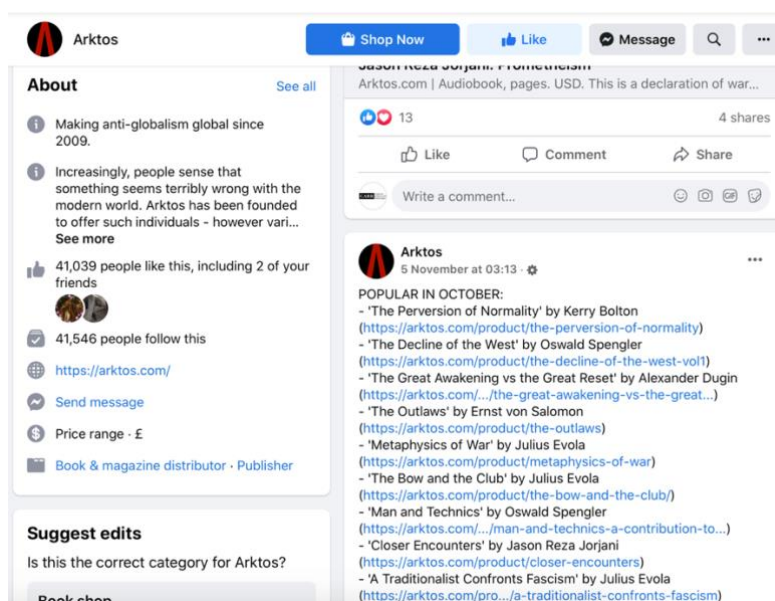 Arktos
Shop Now
Like
Message
About
See all
Making anti-globalism global since
2009.
Increasingly, people sense that
something seems terribly wrong with the
modern world. Arktos has been founded
to offer such individuals - however vari...
See more
41,039 people like this, including 2 of your
friends
41,546 people follow this
https://arktos.com/
Send message
Price range · £
Book & magazine distributor · Publisher
Suggest edits
Is this the correct category for Arktos?
Book shop
Jason Reza Jorjani: Prometheism
Arktos.com | Audiobook, pages. USD. This is a declaration of war...
13
4 shares
Like
Comment
Share
Write a comment...
GIF
Arktos
5 November at 03:13 ·
POPULAR IN OCTOBER:
- 'The Perversion of Normality' by Kerry Bolton
(https://arktos.com/product/the-perversion-of-normality)
- 'The Decline of the West' by Oswald Spengler
(https://arktos.com/product/the-decline-of-the-west-vol1)
- 'The Great Awakening vs the Great Reset' by Alexander Dugin
(https://arktos.com/.../the-great-awakening-vs-the-great...)
- 'The Outlaws' by Ernst von Salomon
(https://arktos.com/product/the-outlaws)
- 'Metaphysics of War' by Julius Evola
(https://arktos.com/product/metaphysics-of-war)
- 'The Bow and the Club' by Julius Evola
(https://arktos.com/product/the-bow-and-the-club/)
- 'Man and Technics' by Oswald Spengler
(https://arktos.com/.../man-and-technics-a-contribution-to...)
- 'Closer Encounters' by Jason Reza Jorjani
(https://arktos.com/product/closer-encounters)
- 'A Traditionalist Confronts Fascism' by Julius Evola
(https://arktos.com/pro.../a-traditionalist-confronts-fascism)